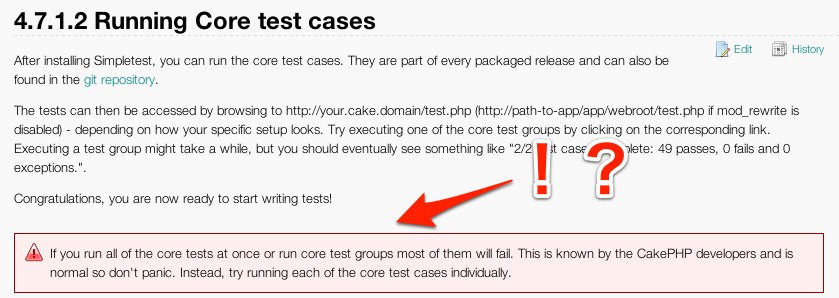 4.7.1.2 Running Core test cases
Edit
History
After installing Simpletest, you can run the core test cases. They are part of every packaged release and can also be
found in the git repository.
The tests can then be accessed by browsing to http://your.cake.domain/test.php (http://path-to-app/app/webroot/test.php if mod_rewrite is
disabled) - depending on how your specific setup looks. Try executing one of the core test groups by clicking on the corresponding link.
Executing a test group might take a while, but you should eventually see something like "2/2 test cases complete: 49 passes, 0 fails and 0
exceptions.".
! ?
Congratulations, you are now ready to start writing tests!
If you run all of the core tests at once or run core test groups most of them will fail. This is known by the CakePHP developers and is
normal so don't panic. Instead, try running each of the core test cases individually.